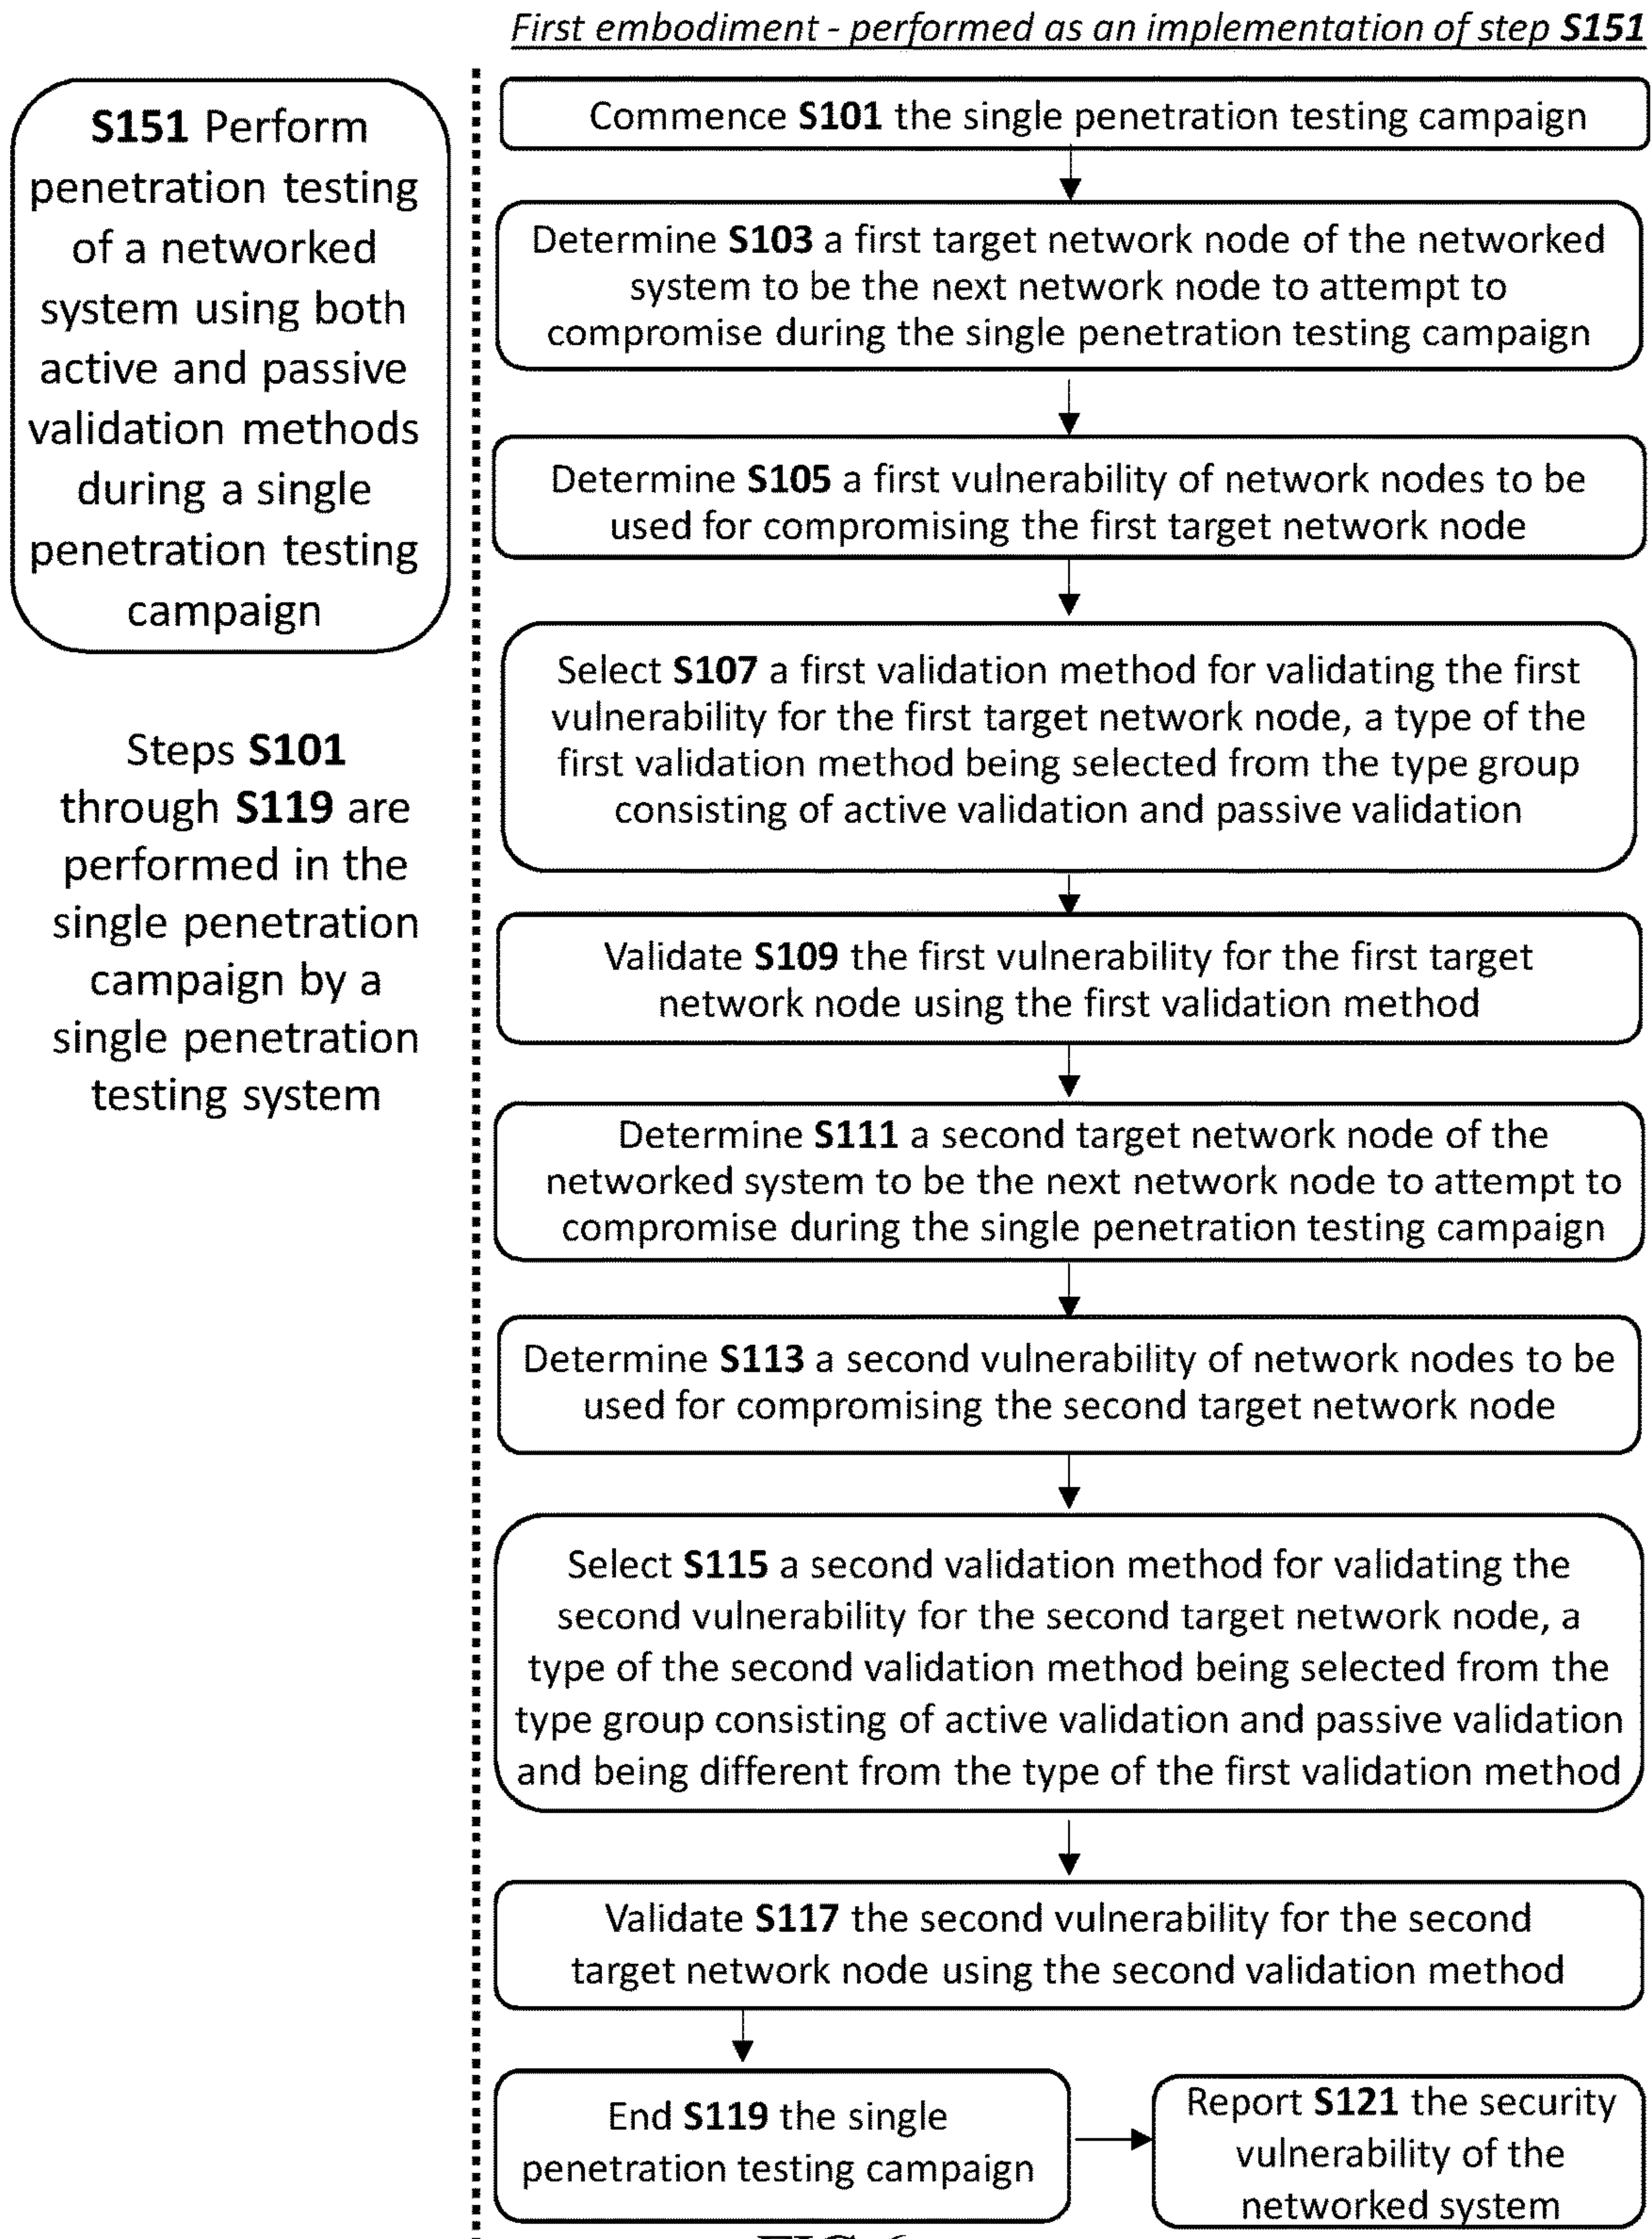 First embodiment - performed as an implementation of step S151
S151 Perform
penetration testing
of a networked
system using both
active and passive
validation methods
during a single
penetration testing
campaign
Steps S101
through S119 are
performed in the
single penetration
campaign by a
single penetration
testing system
Commence S101 the single penetration testing campaign
Determine S103 a first target network node of the networked
system to be the next network node to attempt to
compromise during the single penetration testing campaign
Determine S105 a first vulnerability of network nodes to be
used for compromising the first target network node
Select S107 a first validation method for validating the first
vulnerability for the first target network node, a type of the
first validation method being selected from the type group
consisting of active validation and passive validation
Validate S109 the first vulnerability for the first target
network node using the first validation method
Determine S111 a second target network node of the
networked system to be the next network node to attempt to
compromise during the single penetration testing campaign
Determine S113 a second vulnerability of network nodes to be
used for compromising the second target network node
Select S115 a second validation method for validating the
second vulnerability for the second target network node, a
type of the second validation method being selected from the
type group consisting of active validation and passive validation
and being different from the type of the first validation method
Validate S117 the second vulnerability for the second
target network node using the second validation method
End S119 the single
penetration testing campaign
Report S121 the security
vulnerability of the
networked system